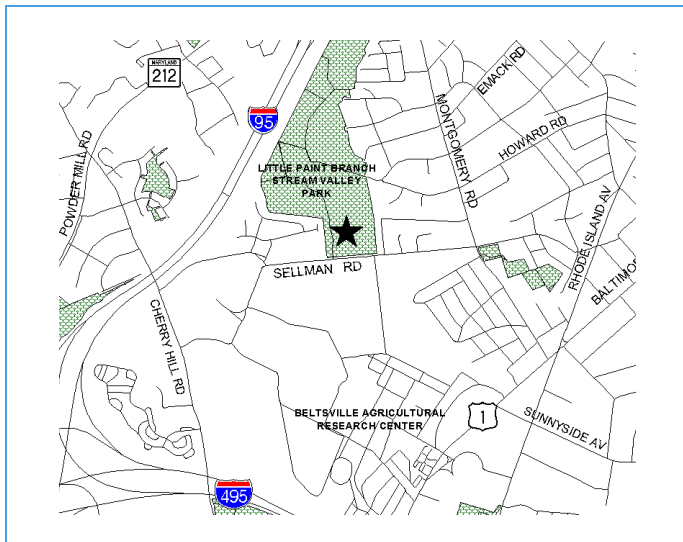 MARYLAND
212
EMACK RD
95
MONTGOMERY RD
HOWARD RD
POWDER MILL RD
LITTLE PAINT BRANCH
STREAM VALLEY
PARK
RHODE ISLAND AV
SELLMAN RD
BALTIMO
CHERRY HILL RD
BELTSVILLE AGRICULTURAL
RESEARCH CENTER
1
SUNNYSIDE AV
495